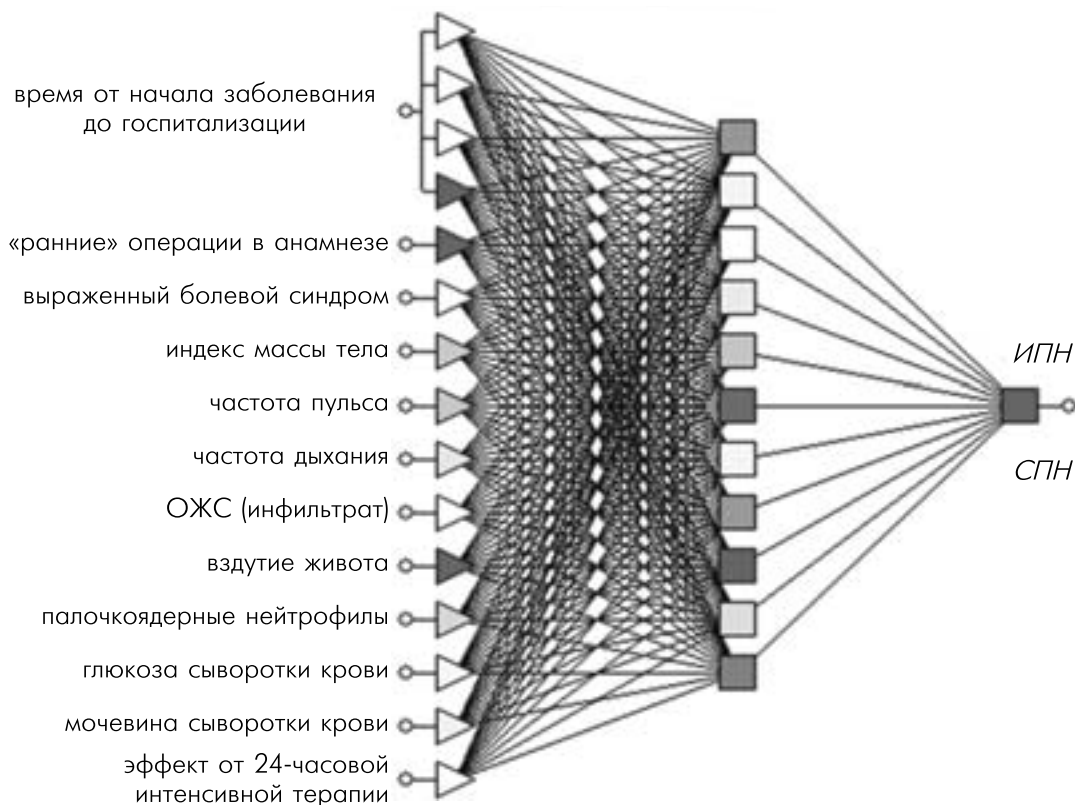 время от начала заболевания
до госпитализации
«ранние» операции в анамнезе
выраженный болевой синдром
индекс массы тела
частота пульса
частота дыхания
ОЖС (инфильтрат)
вздутие живота
палочкоядерные нейтрофилы
глюкоза сыворотки крови
мочевина сыворотки крови
эффект от 24-часовой
интенсивной терапии
ИПН
СПН